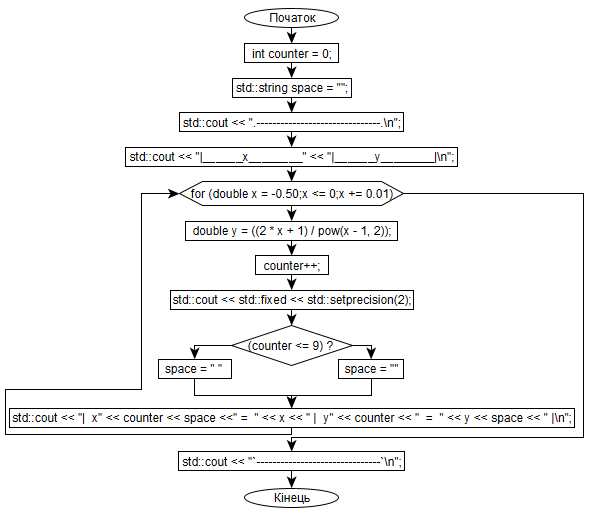 Початок
int counter = 0;
std::string space = "";
std::cout << ".-------------------------------.\n";
std::cout << "|______x________" << "|______y________|\n";
for (double x = -0.50;x <= 0;x += 0.01)
double y = ((2 * x + 1) / pow(x - 1, 2));
counter++;
std::cout << std::fixed << std::setprecision(2);
(counter <= 9) ?
space = " "
space = ""
std::cout << "|  x" << counter << space <<" =  " << x << " |  y" << counter << "  =  " << y << space << " |\n";
std::cout << "`-------------------------------`\n";
Кінець